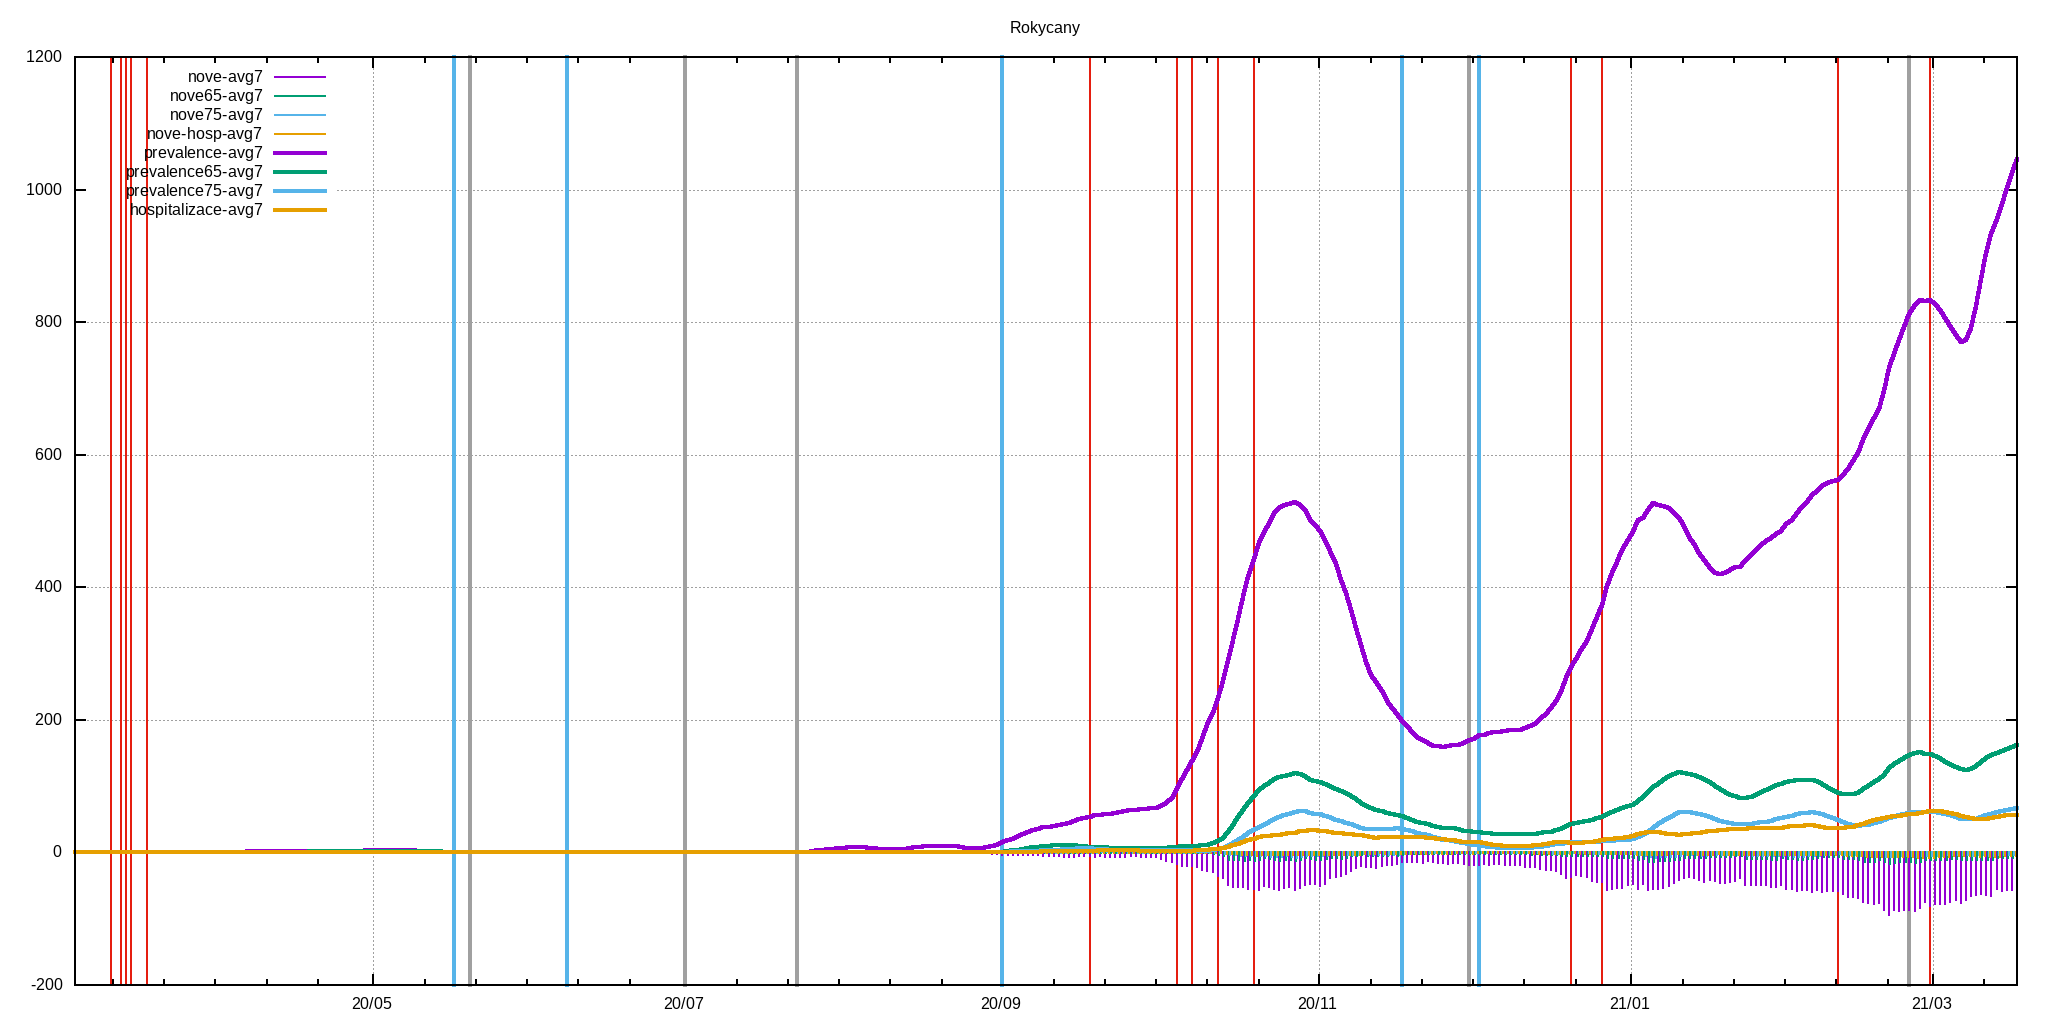 Rokycany
1200
1000
800
600
400
200
0
-200
nove-avg7
nove65-avg7
nove75-avg7
nove-hosp-avg7
prevalence-avg7
prevalence65-avg7
prevalence75-avg7
hospitalizace-avg7
20/05 20/07 20/09 20/11 21/01 21/03